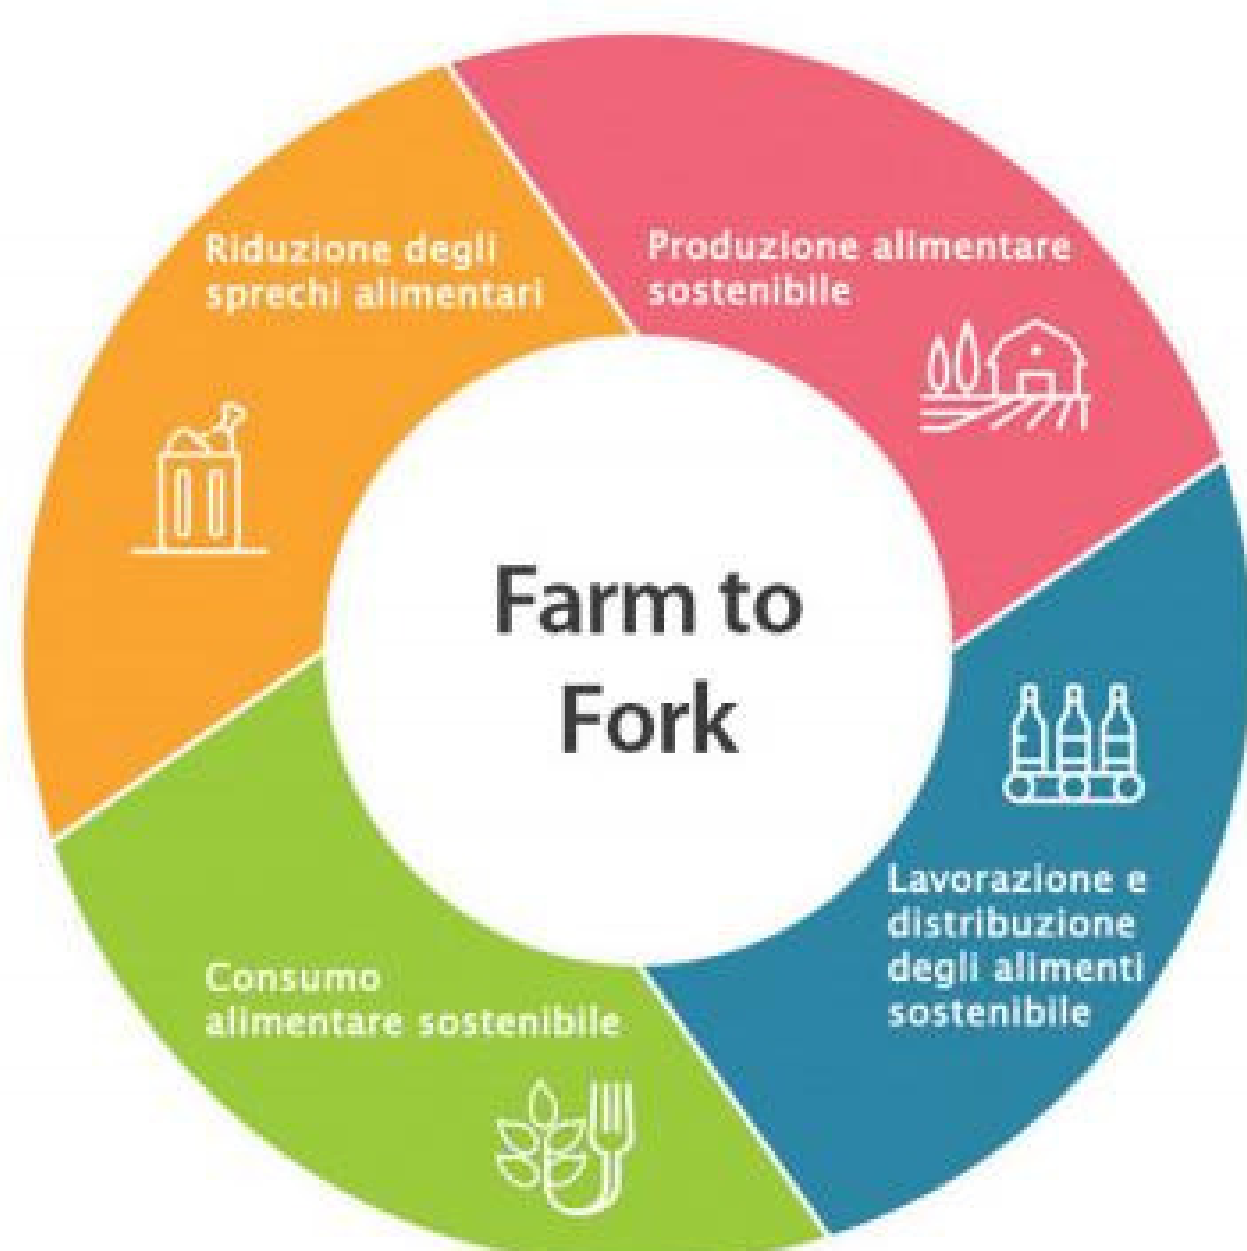 Riduzione degli
sprechi alimentari
Produzione alimentare
sostenibile
Farm to
Fork
Lavorazione e
distribuzione
degli alimenti
sostenibile
Consumo
alimentare sostenibile